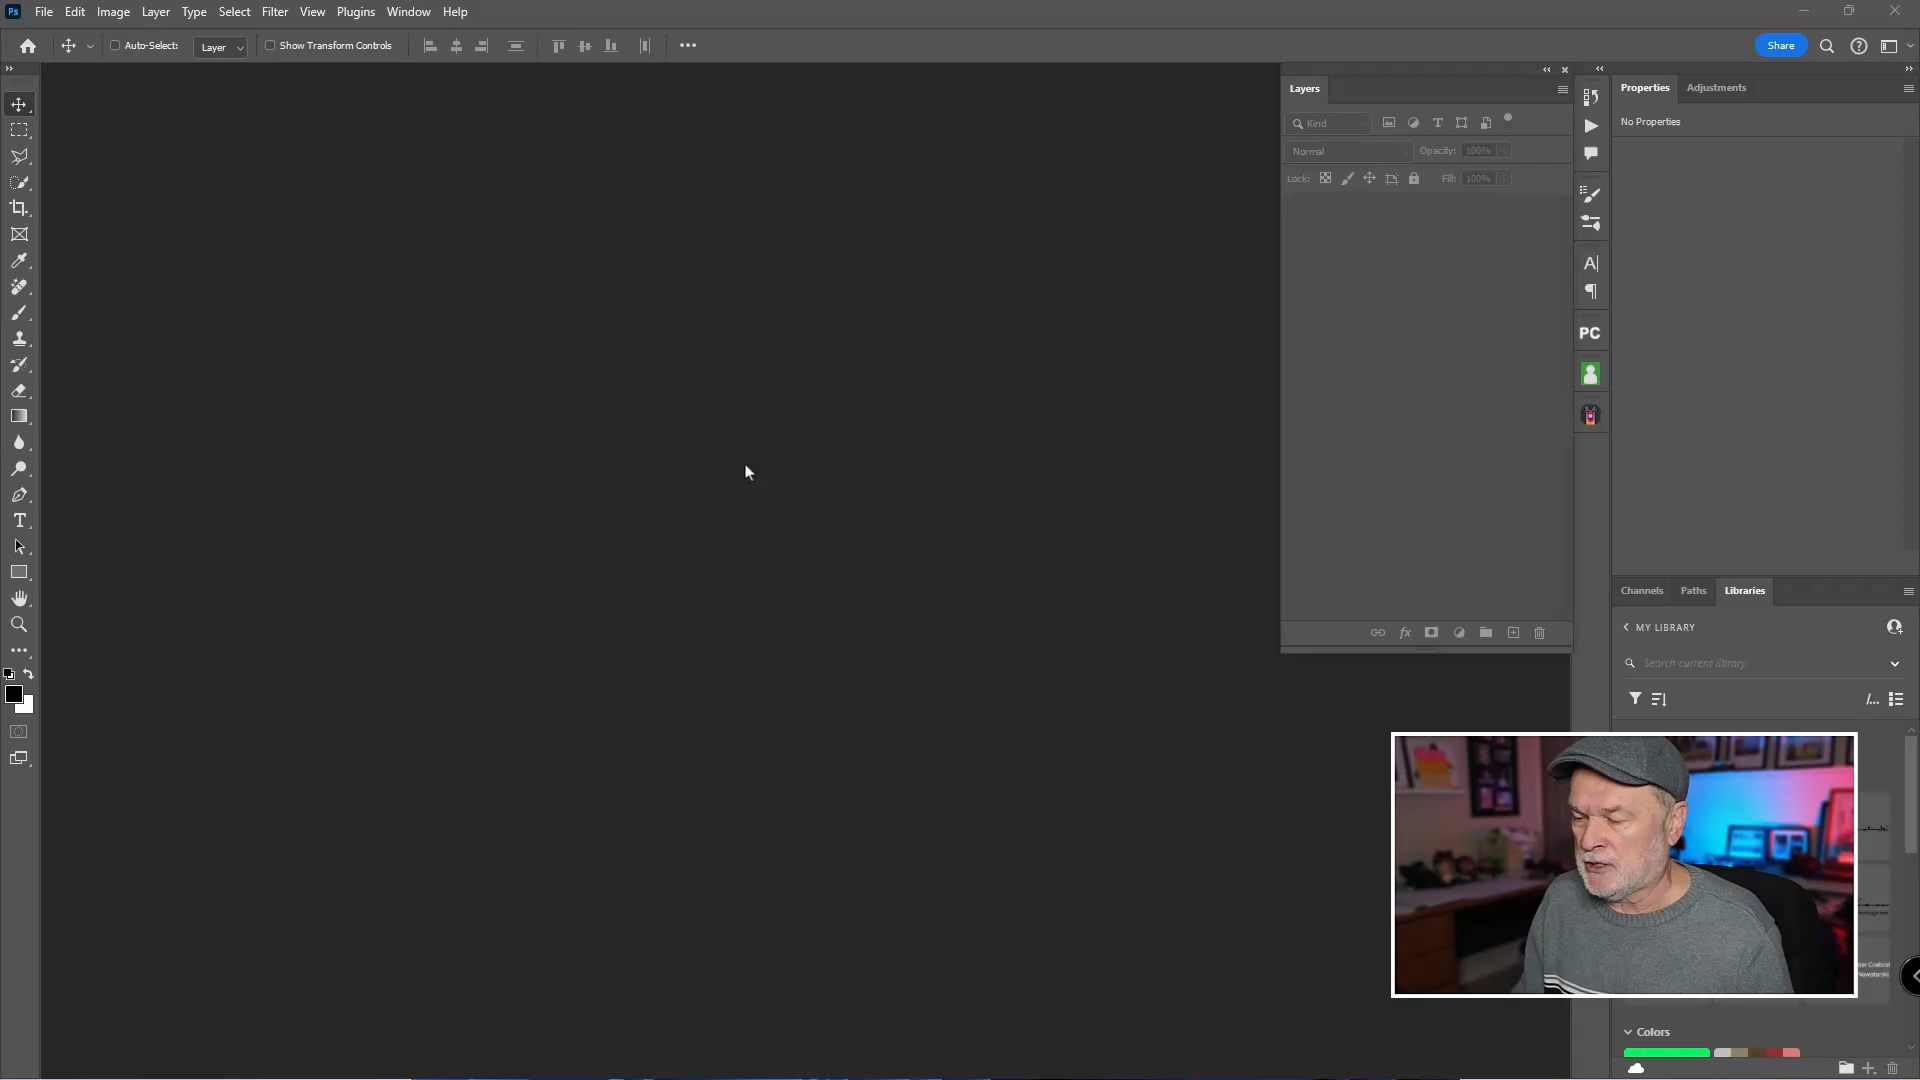 Ps File Edit Image Layer Type Select Filter View Plugins Window Help
Auto-Select: Layer Show Transform Controls
Share
Layers
Properties Adjustments
Kind
No Properties
Normal Opacity: 100%
Lock: Fill: 100%
A
PC
T
Channels Paths Libraries
MY LIBRARY
Search current library
/...
Colors
fx